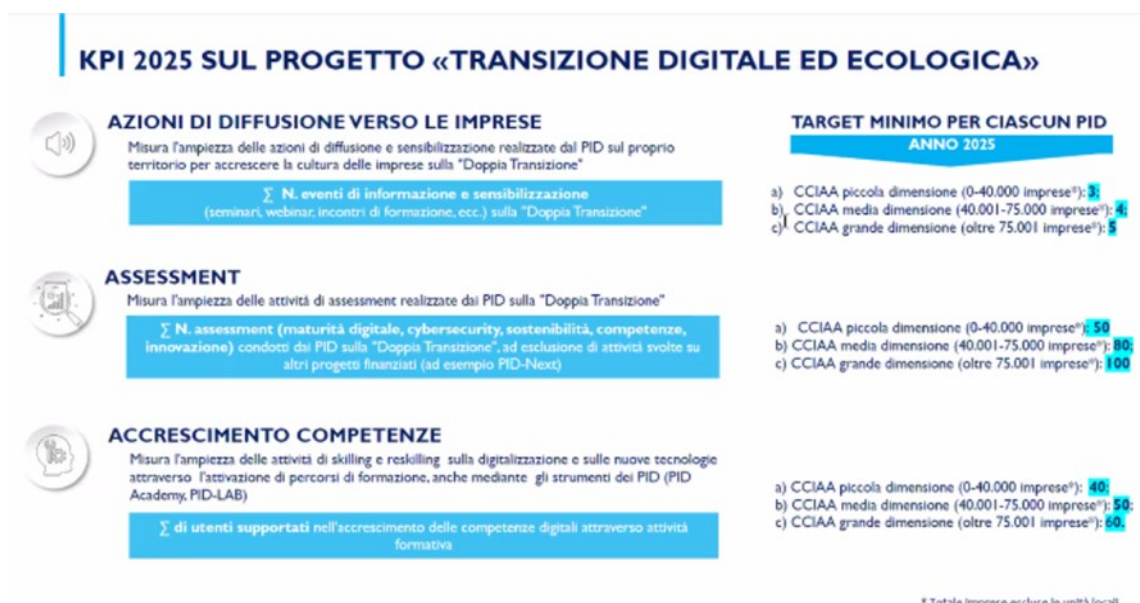 KPI 2025 SUL PROGETTO «TRANSIZIONE DIGITALE ED ECOLOGICA»
AZIONI DI DIFFUSIONE VERSO LE IMPRESE
Misura l'ampiezza delle azioni di diffusione e sensibilizzazione realizzate dal PID sul proprio
territorio per accrescere la cultura delle imprese sulla "Doppia Transizione"
∑ N. eventi di informazione e sensibilizzazione
(seminari, webinar, incontri di formazione, ecc.) sulla "Doppia Transizione"
TARGET MINIMO PER CIASCUN PID
ANNO 2025
a) CCIAA piccola dimensione (0-40.000 imprese*): 3;
b) CCIAA media dimensione (40.001-75.000 imprese*): 4;
c) CCIAA grande dimensione (oltre 75.001 imprese*): 5
ASSESSMENT
Misura l'ampiezza delle attività di assessment realizzate dai PID sulla "Doppia Transizione"
∑ N. assessment (maturità digitale, cybersecurity, sostenibilità, competenze,
innovazione) condotti dai PID sulla "Doppia Transizione", ad esclusione di attività svolte su
altri progetti finanziati (ad esempio PID-Next)
a) CCIAA piccola dimensione (0-40.000 imprese*): 50
b) CCIAA media dimensione (40.001-75.000 imprese*): 80;
c) CCIAA grande dimensione (oltre 75.001 imprese*): 100
ACCRESCIMENTO COMPETENZE
Misura l'ampiezza delle attività di skilling e reskilling sulla digitalizzazione e sulle nuove tecnologie
attraverso l'attivazione di percorsi di formazione, anche mediante gli strumenti dei PID (PID
Academy, PID-LAB)
∑ di utenti supportati nell'accrescimento delle competenze digitali attraverso attività
formativa
a) CCIAA piccola dimensione (0-40.000 imprese*): 40;
b) CCIAA media dimensione (40.001-75.000 imprese*): 50;
c) CCIAA grande dimensione (oltre 75.001 imprese*): 60.
* Totale imprese escluse le unità locali